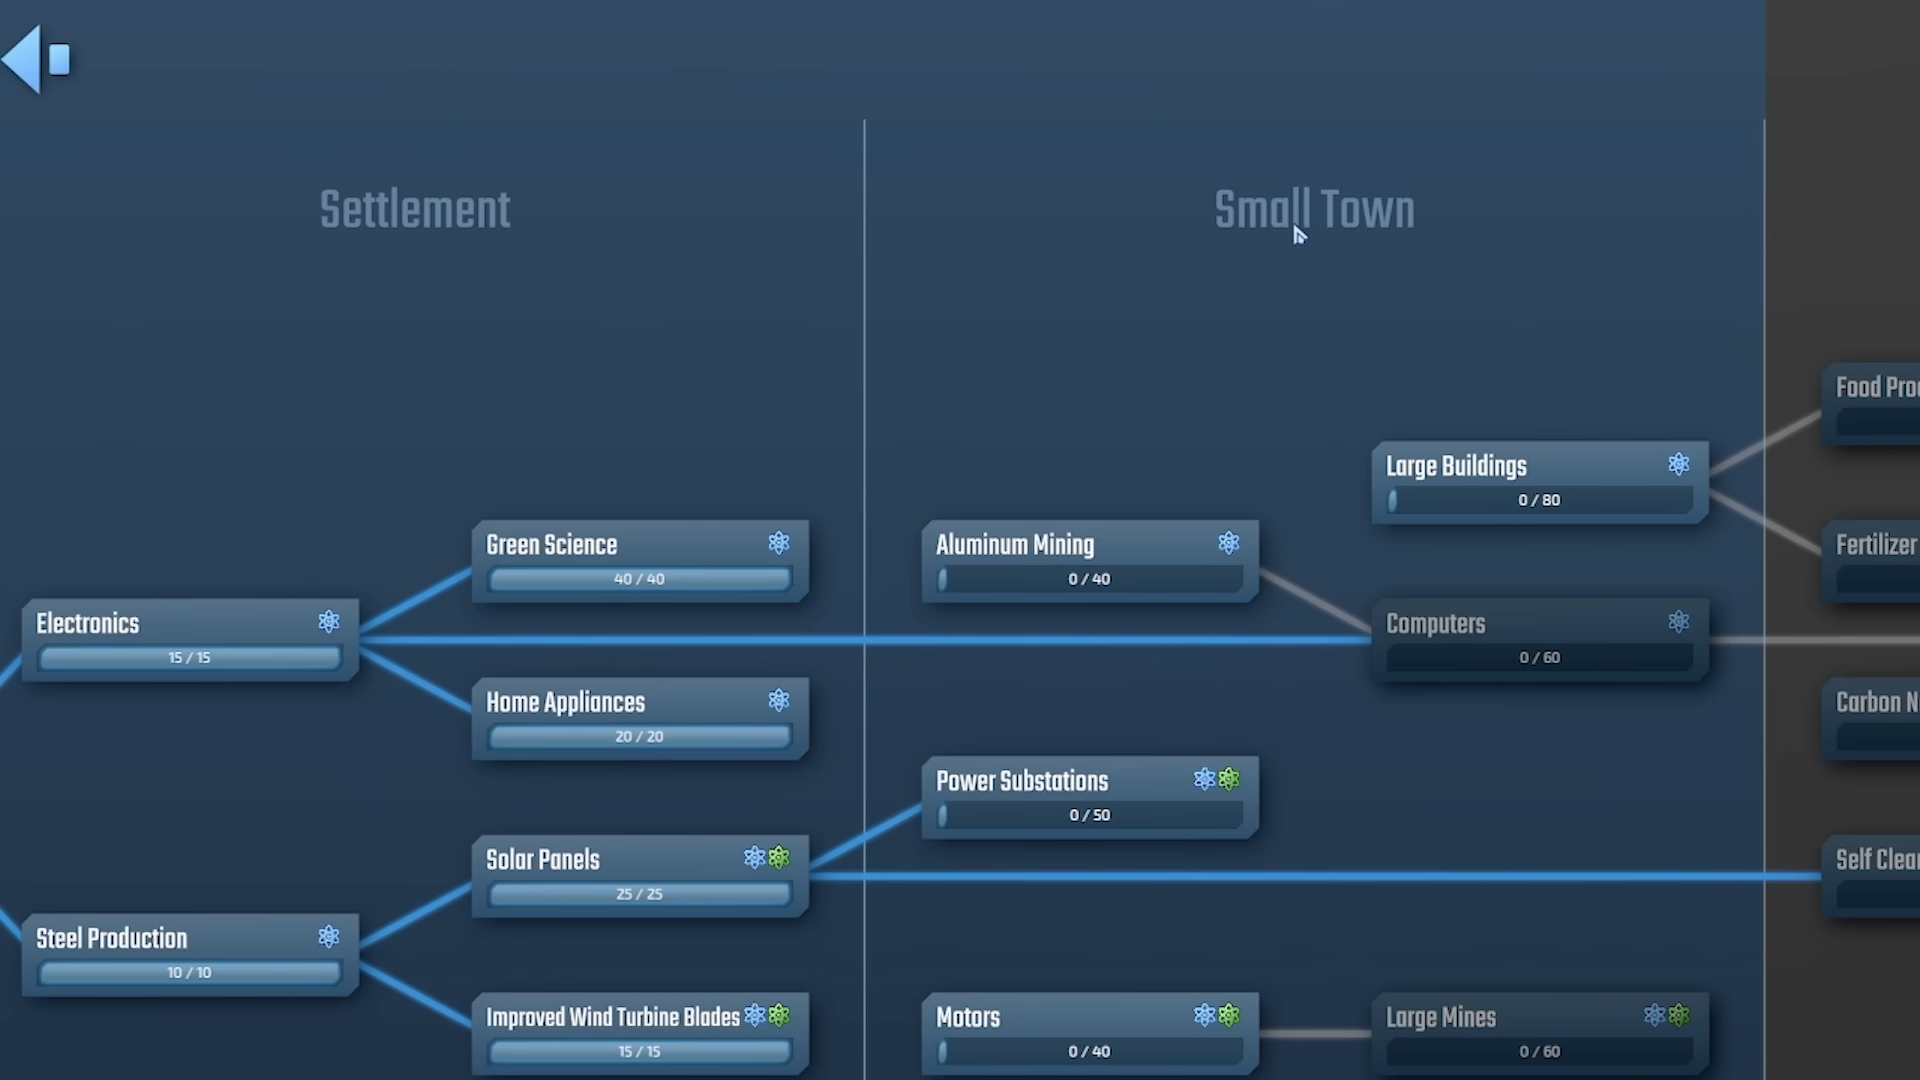 Settlement
Small Town
Food Pro
Large Buildings
0 / 80
Green Science
40 / 40
Aluminum Mining
0 / 40
Fertilizer
Electronics
15 / 15
Computers
0 / 60
Home Appliances
20 / 20
Carbon N
Power Substations
0 / 50
Solar Panels
25 / 25
Self Clea
Steel Production
10 / 10
Improved Wind Turbine Blades
15 / 15
Motors
0 / 40
Large Mines
0 / 60